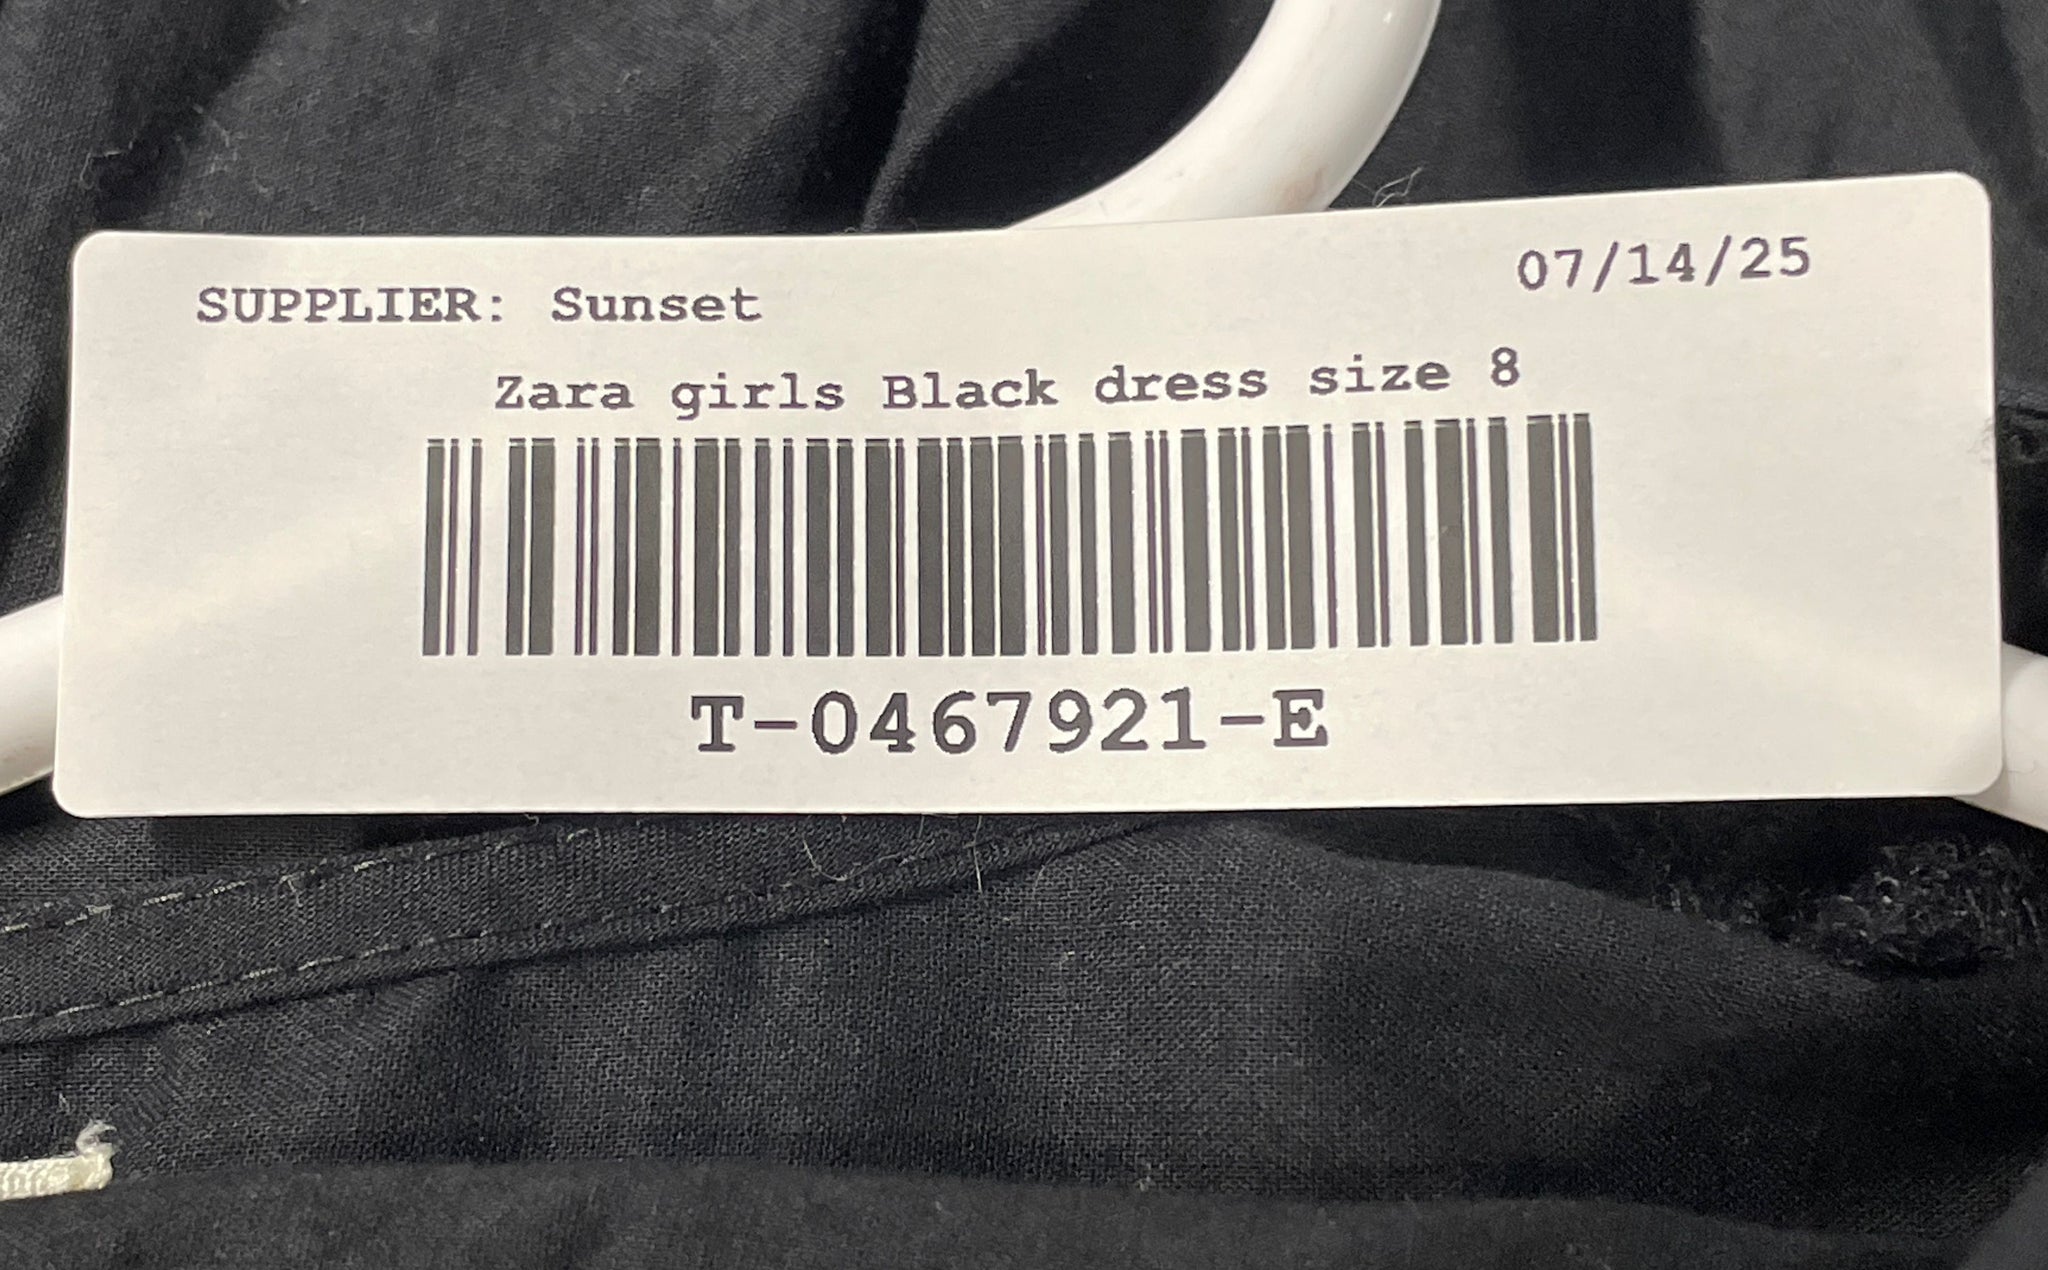 SUPPLIER: Sunset 07/14/25
Zara girls Black dress size 8
T-0467921-E